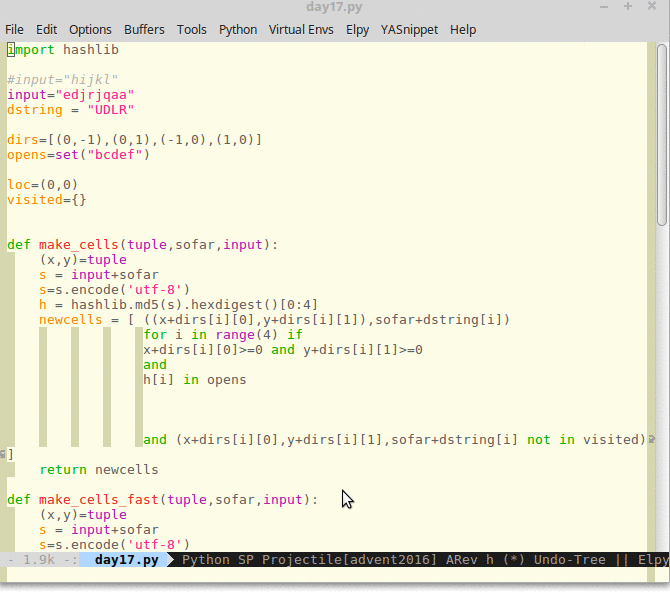 day17.py
File Edit Options Buffers Tools Python Virtual Envs Elpy YASnippet Help
import hashlib
#input="hijkl"
input="edjrjqaa"
dstring = "UDLR"
dirs=[(0,-1),(0,1),(-1,0),(1,0)]
opens=set("bcdef")
loc=(0,0)
visited={}
def make_cells(tuple,sofar,input):
    (x,y)=tuple
    s = input+sofar
    s=s.encode('utf-8')
    h = hashlib.md5(s).hexdigest()[0:4]
    newcells = [ ((x+dirs[i][0],y+dirs[i][1]),sofar+dstring[i])
                 for i in range(4) if
                 x+dirs[i][0]>=0 and y+dirs[i][1]>=0
                 and
                 h[i] in opens
                 and (x+dirs[i][0],y+dirs[i][1],sofar+dstring[i] not in visited)
]
    return newcells
def make_cells_fast(tuple,sofar,input):
    (x,y)=tuple
    s = input+sofar
    s=s.encode('utf-8')
- 1.9k -: day17.py Python SP Projectile[advent2016] ARev h (*) Undo-Tree || Elpy